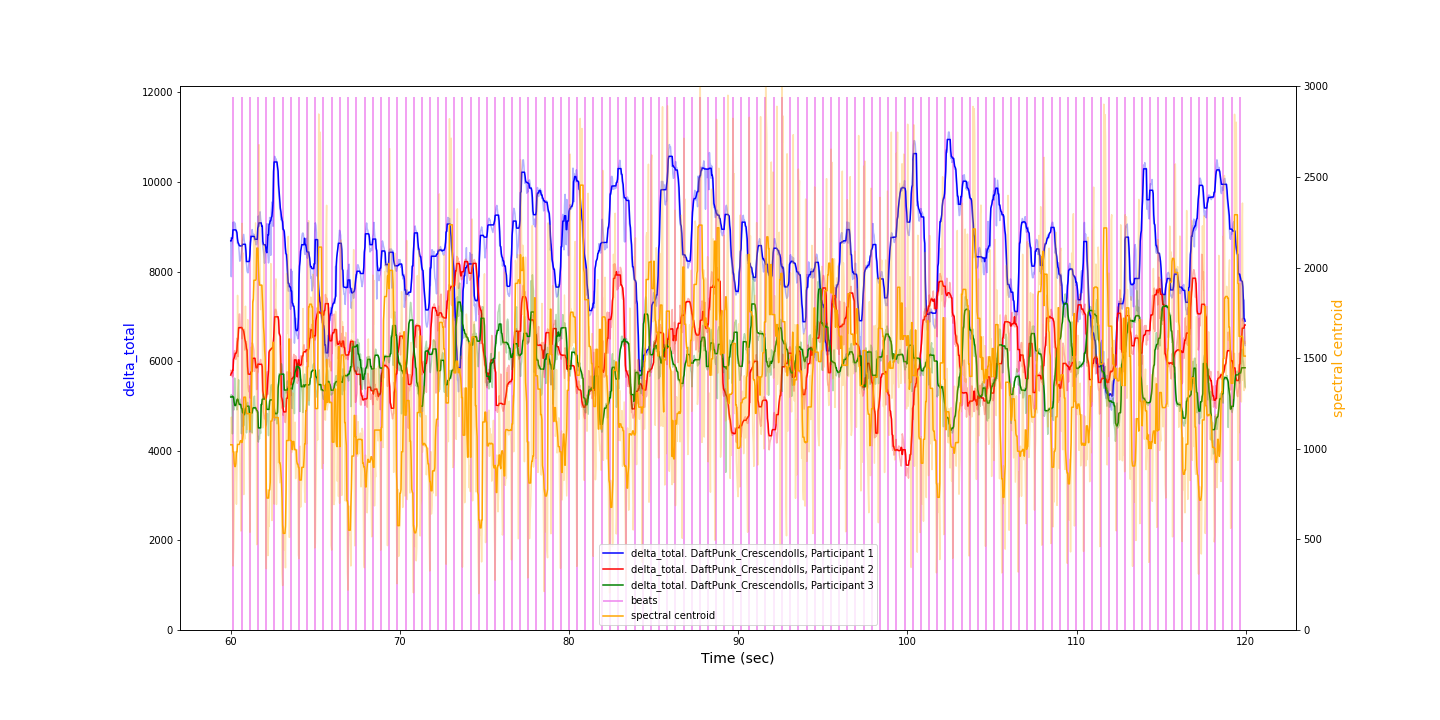 12000
10000
8000
6000
4000
2000
0
delta_total
3000
2500
2000
1500
1000
500
0
spectral centroid
delta_total. DaftPunk_Crescendolls, Participant 1
delta_total. DaftPunk_Crescendolls, Participant 2
delta_total. DaftPunk_Crescendolls, Participant 3
beats
spectral centroid
60 70 80 90 100 110 120
Time (sec)